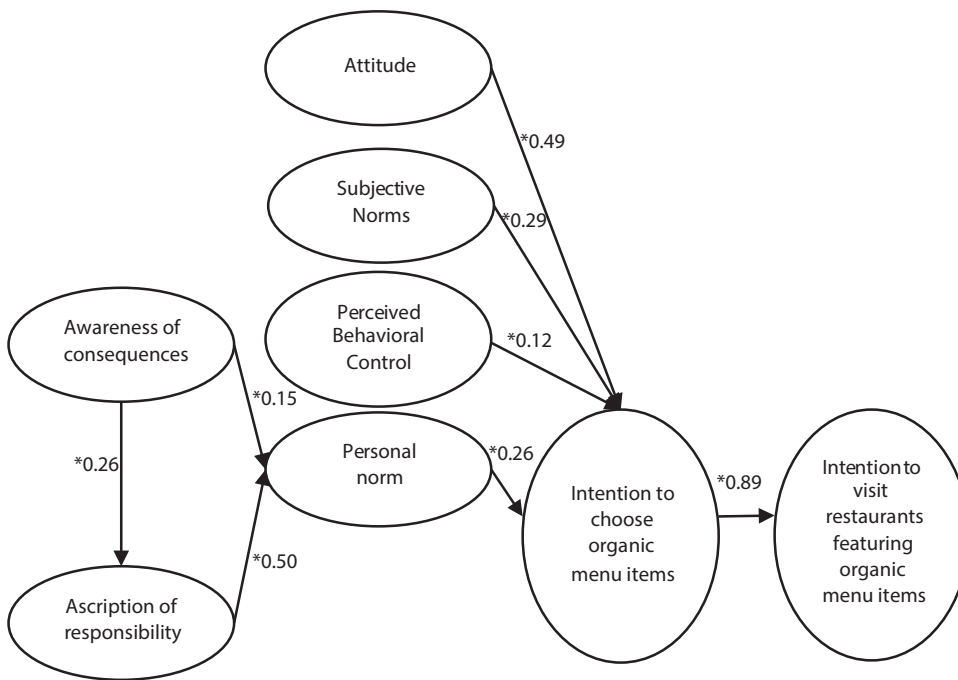 Attitude
*0.49
Subjective
Norms
*0.29
Perceived
Behavioral
Control
*0.12
Awareness of
consequences
*0.15
*0.26
Personal
norm
*0.26
Ascription of
responsibility
*0.50
Intention to
choose
organic
menu items
*0.89
Intention to
visit
restaurants
featuring
organic
menu items